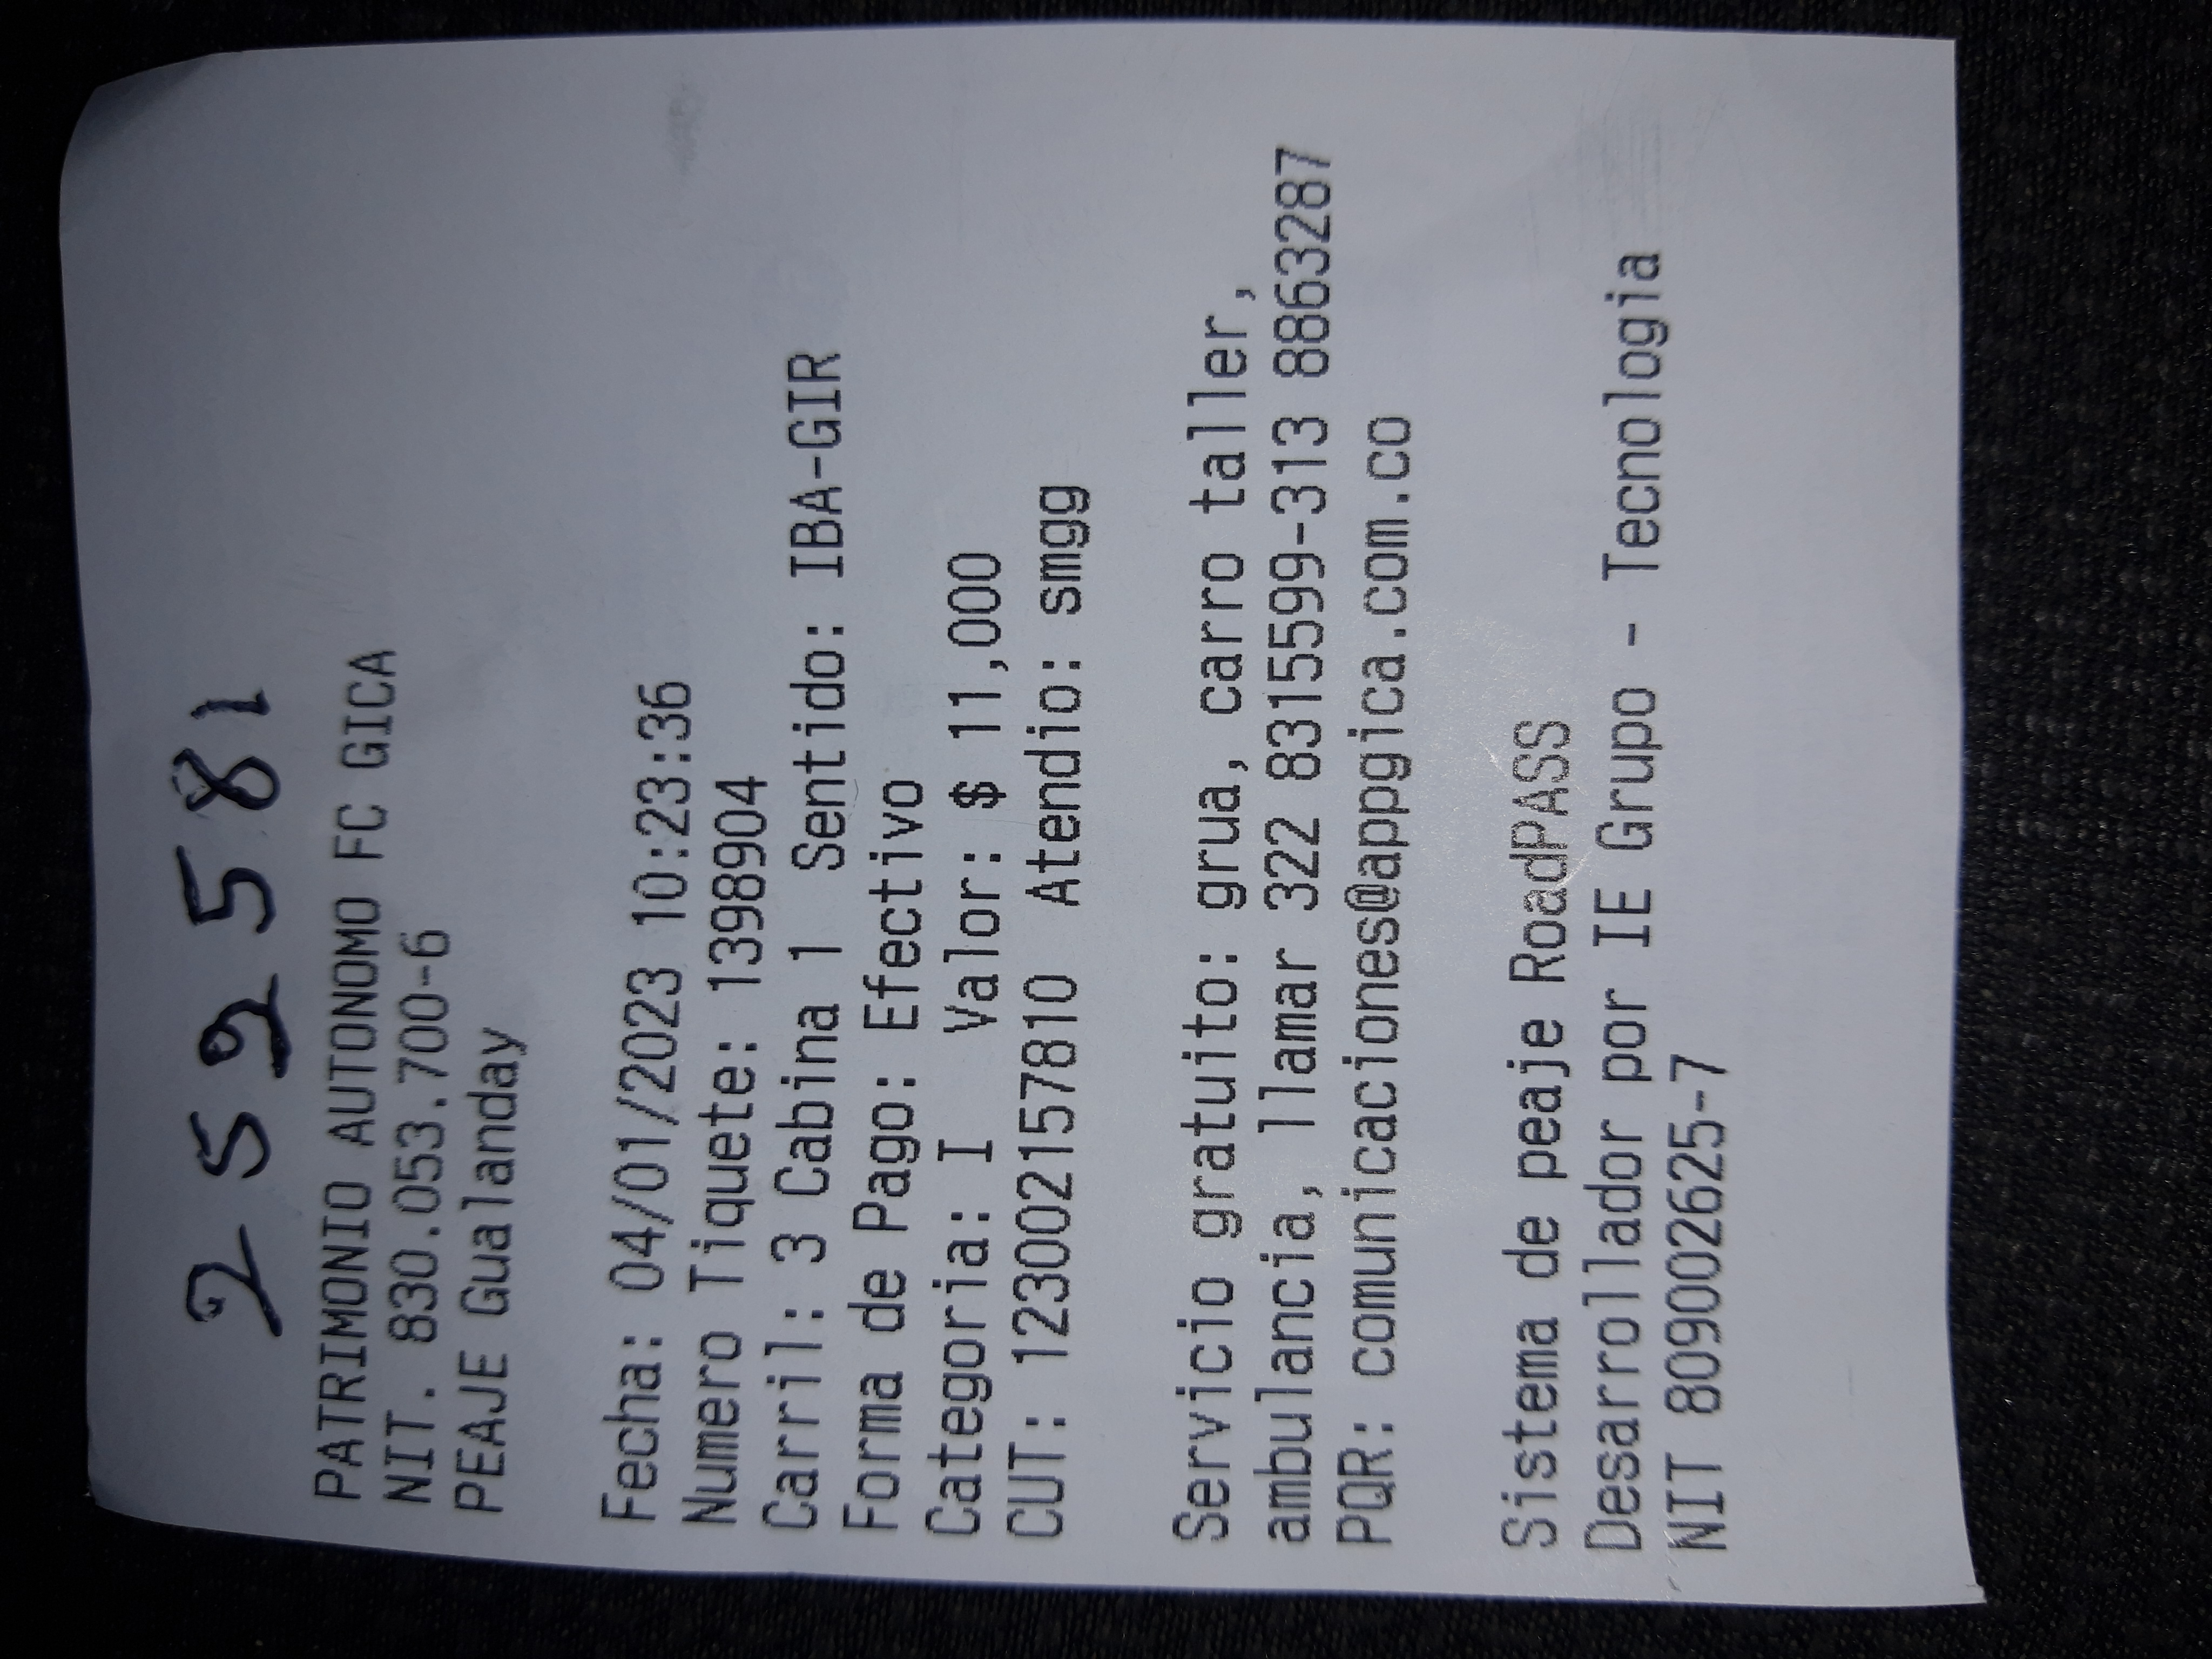 259581
PATRIMONIO AUTONOMO FC GICA
NIT. 830.053.700-6
PEAJE Gualanday
Fecha: 04/01/2023 10:23:36
Numero Tiquete: 1398904
Carril: 3 Cabina 1 Sentido: IBA-GIR
Forma de Pago: Efectivo
Categoria: I Valor: $ 11,000
CUT: 123002157810 Atendio: smgg
Servicio gratuito: grua, carro taller,
ambulancia, llamar 322 8315599-313 8863287
PQR: comunicaciones@appgica.com.co
Sistema de peaje RoadPASS
Desarrollador por IE Grupo - Tecnologia
NIT 809002625-7